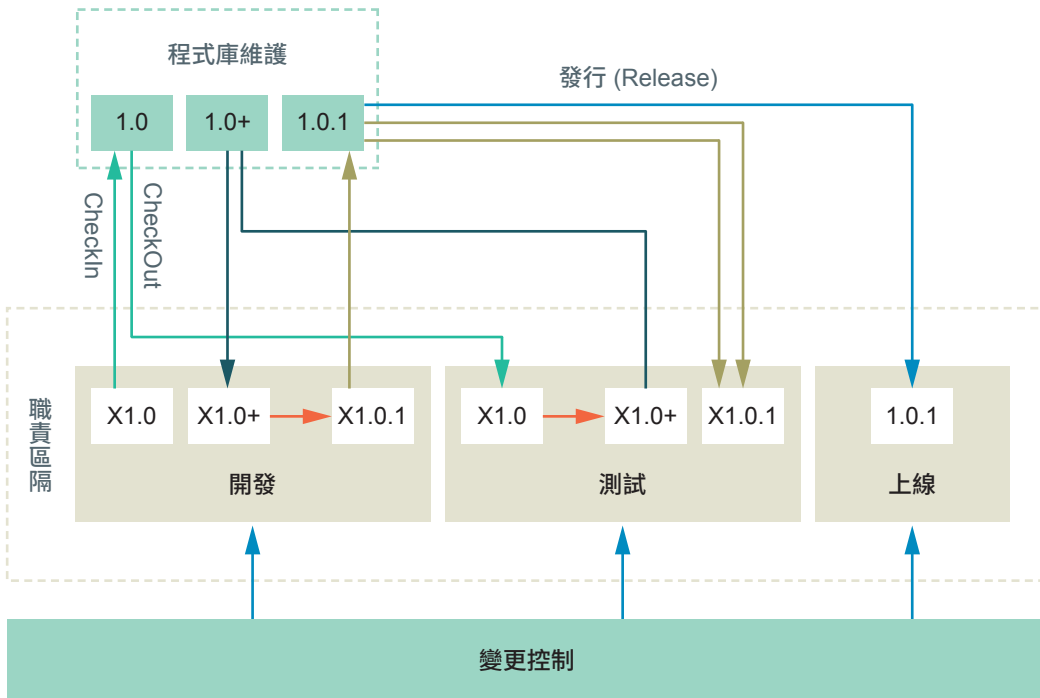 程式庫維護
發行 (Release)
1.0
1.0+
1.0.1
CheckIn
CheckOut
職責區隔
X1.0
X1.0+
X1.0.1
開發
X1.0
X1.0+
X1.0.1
測試
1.0.1
上線
變更控制